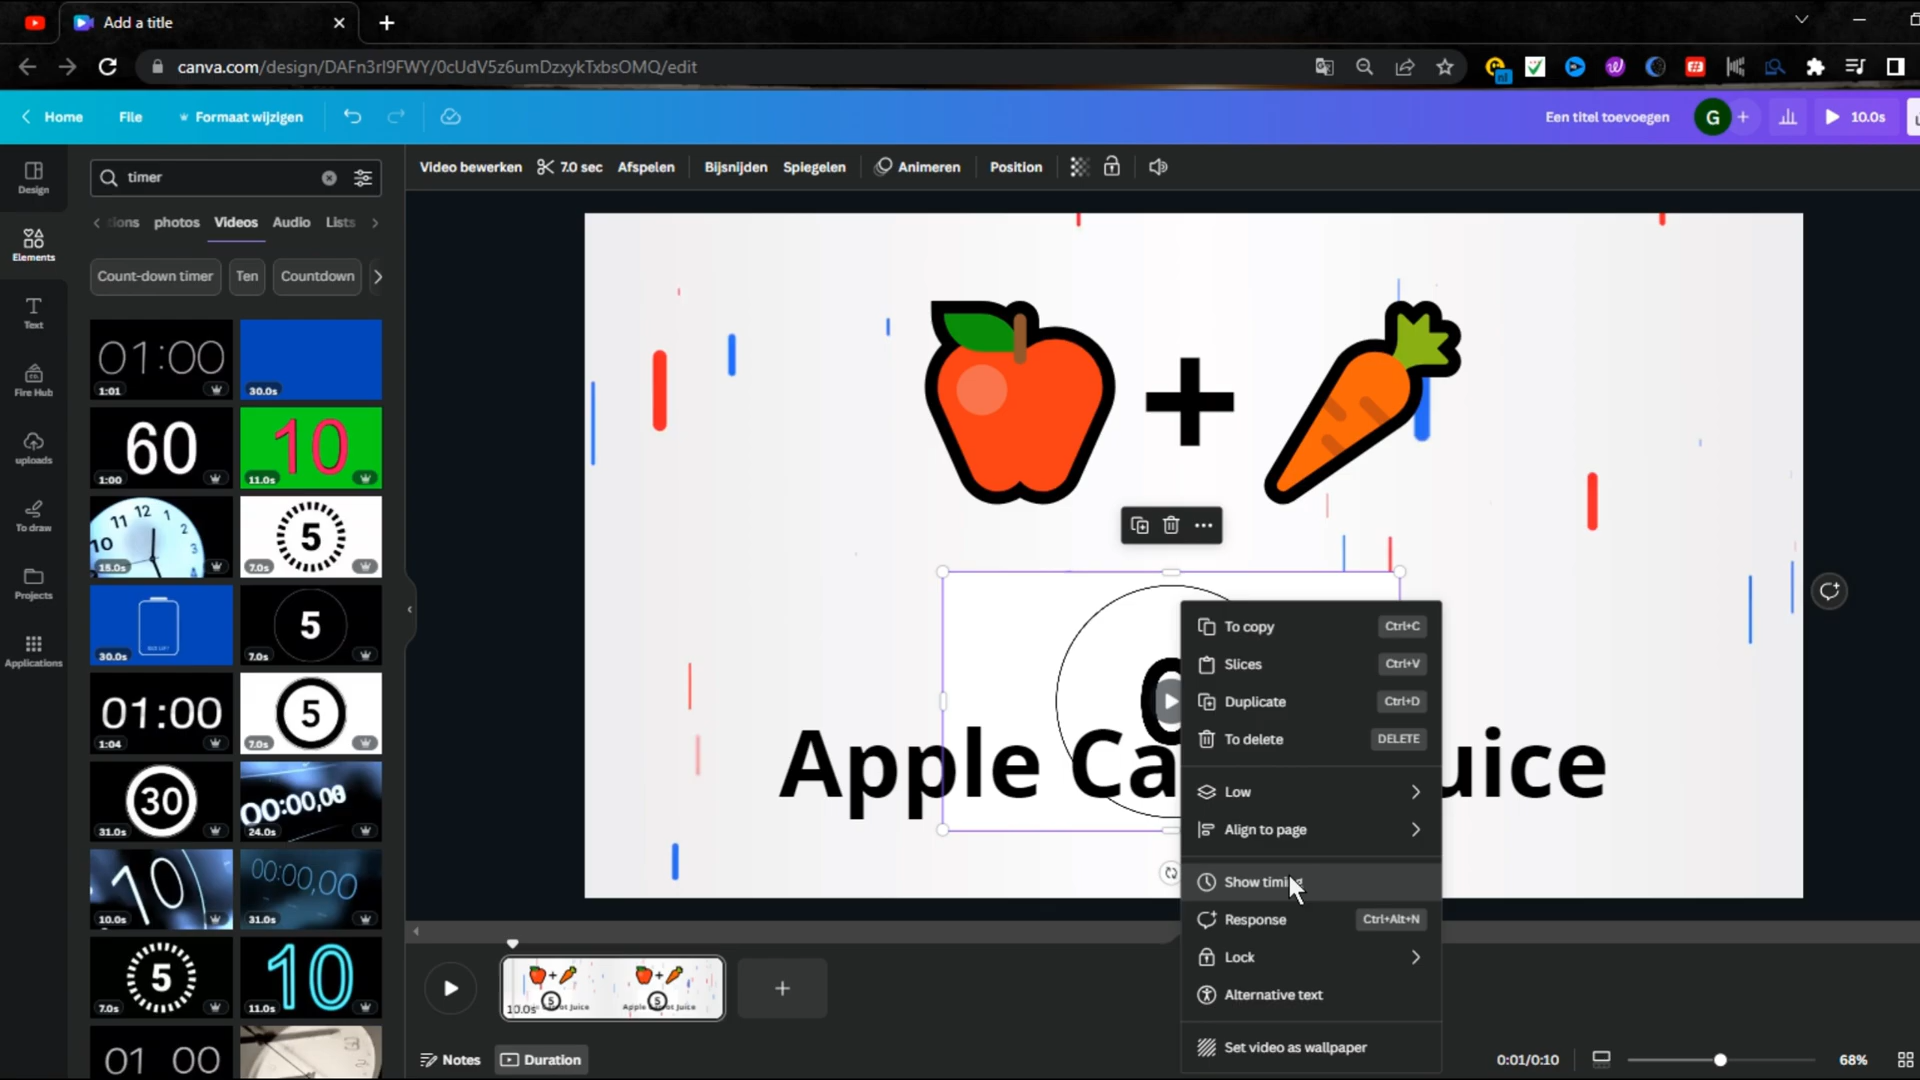 Add a title
canva.com/design/DAFn3rI9FWY/0cUdV5z6umDzxykTxbsOMQ/edit
nl
Home
File
Formaat wijzigen
Een titel toevoegen
G
10.0s
Design
Elements
Text
Fire Hub
uploads
To draw
Projects
Applications
timer
ions
photos
Videos
Audio
Lists
Count-down timer
Ten
Countdown
01:00
1:01
30.0s
60
1:00
10
11.0s
11 12 1 2 3 10
15.0s
5
7.0s
30.0s
5
7.0s
01:00
1:04
5
7.0s
30
31.0s
00:00,00
24.0s
10
10.0s
00:00,00
31.0s
5
7.0s
10
11.0s
01 00
Video bewerken
7.0 sec
Afspelen
Bijsnijden
Spiegelen
Animeren
Position
+
Apple Ca
uice
To copy
Ctrl+C
Slices
Ctrl+V
Duplicate
Ctrl+D
To delete
DELETE
Low
Align to page
Show timing
Response
Ctrl+Alt+N
Lock
Alternative text
Set video as wallpaper
10.0s
5
ot Juice
5
Apple
Juice
Notes
Duration
0:01/0:10
68%